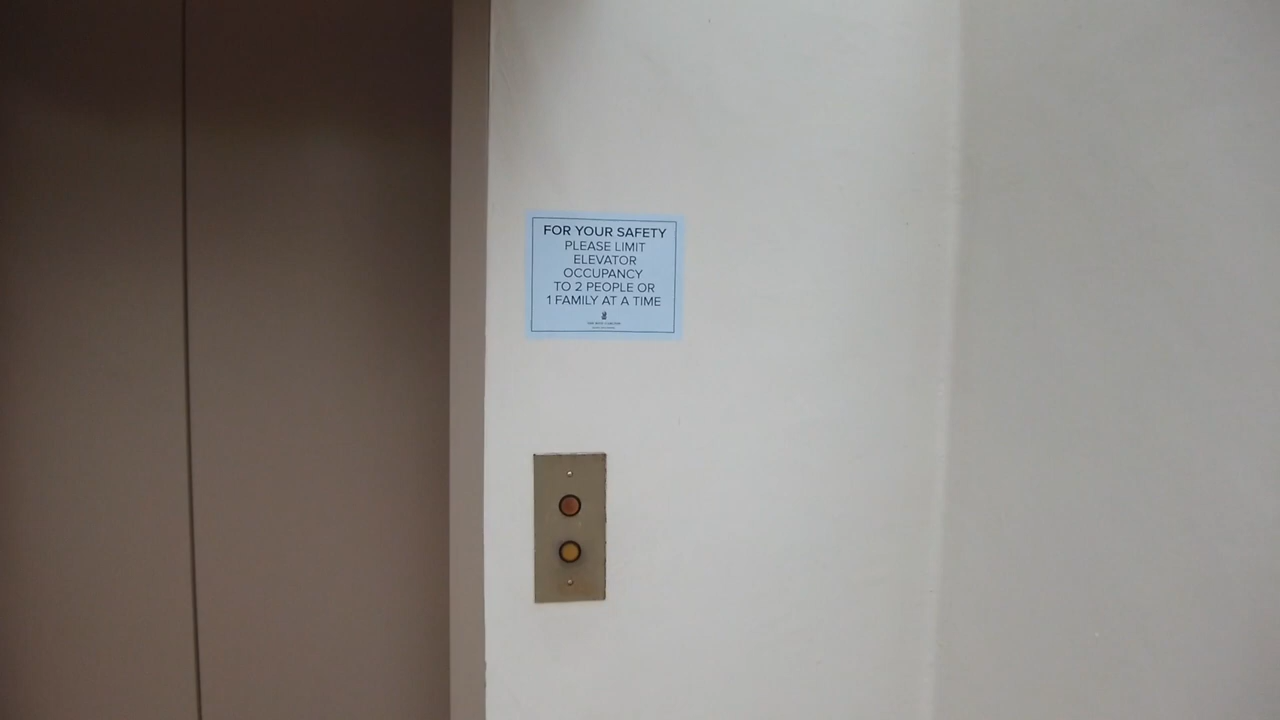 FOR YOUR SAFETY
PLEASE LIMIT
ELEVATOR
OCCUPANCY
TO 2 PEOPLE OR
1 FAMILY AT A TIME